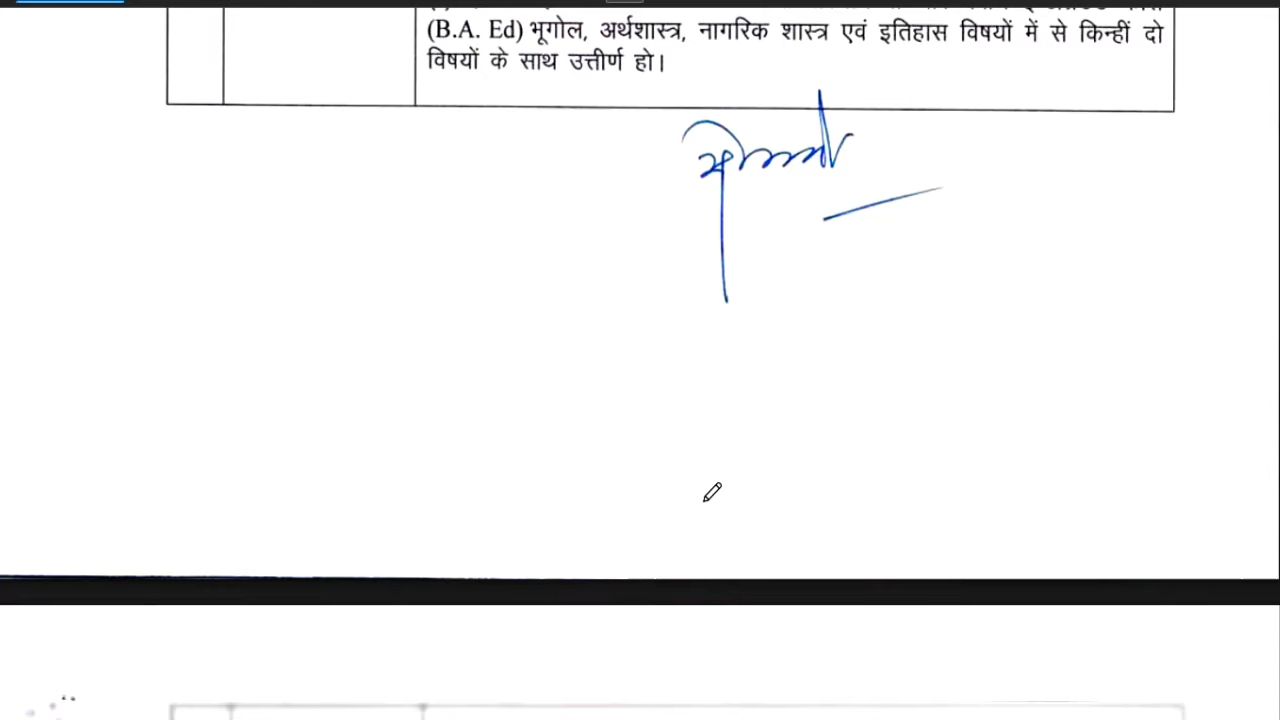 (B.A. Ed) भूगोल, अर्थशास्त्र, नागरिक शास्त्र एवं इतिहास विषयों में से किन्हीं दो
विषयों के साथ उत्तीर्ण हो।